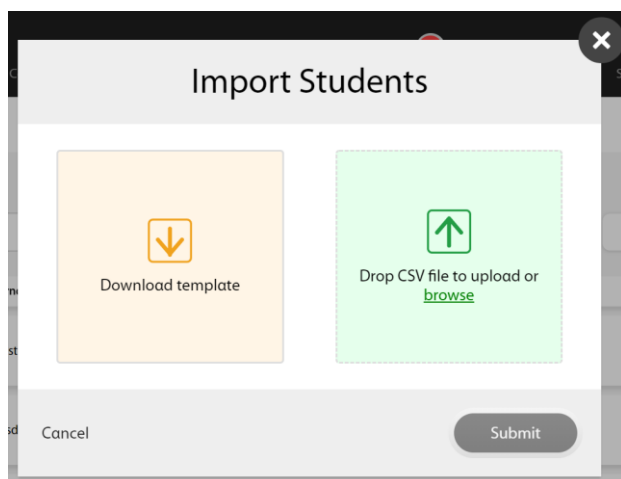 Import Students
Download template
Drop CSV file to upload or
browse
Cancel
Submit